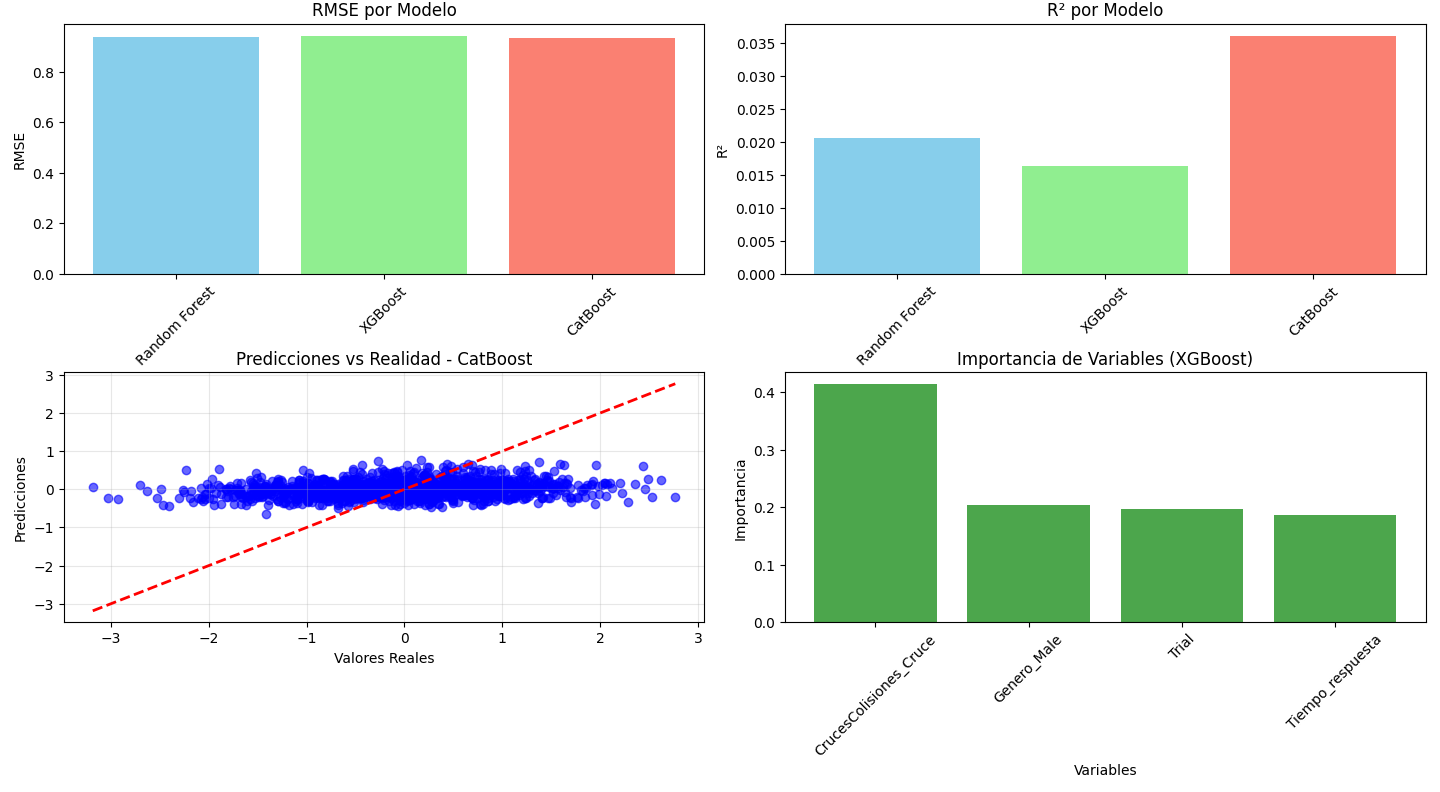 RMSE por Modelo
RMSE
0.8
0.6
0.4
0.2
0.0
Random Forest
XGBoost
CatBoost
R² por Modelo
R²
0.035
0.030
0.025
0.020
0.015
0.010
0.005
0.000
Random Forest
XGBoost
CatBoost
Predicciones vs Realidad - CatBoost
Predicciones
3
2
1
0
−1
−2
−3
−3
−2
−1
0
1
2
3
Valores Reales
Importancia de Variables (XGBoost)
Importancia
0.4
0.3
0.2
0.1
0.0
CrucesColisiones_Cruce
Genero_Male
Trial
Tiempo_respuesta
Variables